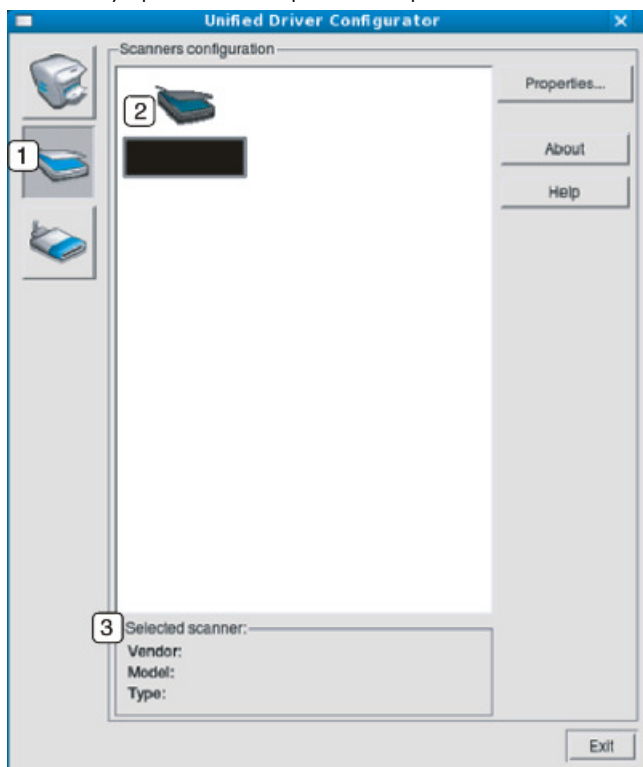 Unified Driver Configurator
Scanners configuration
Properties...
2
1
About
Help
3
Selected scanner:
Vendor:
Model:
Type:
Exit